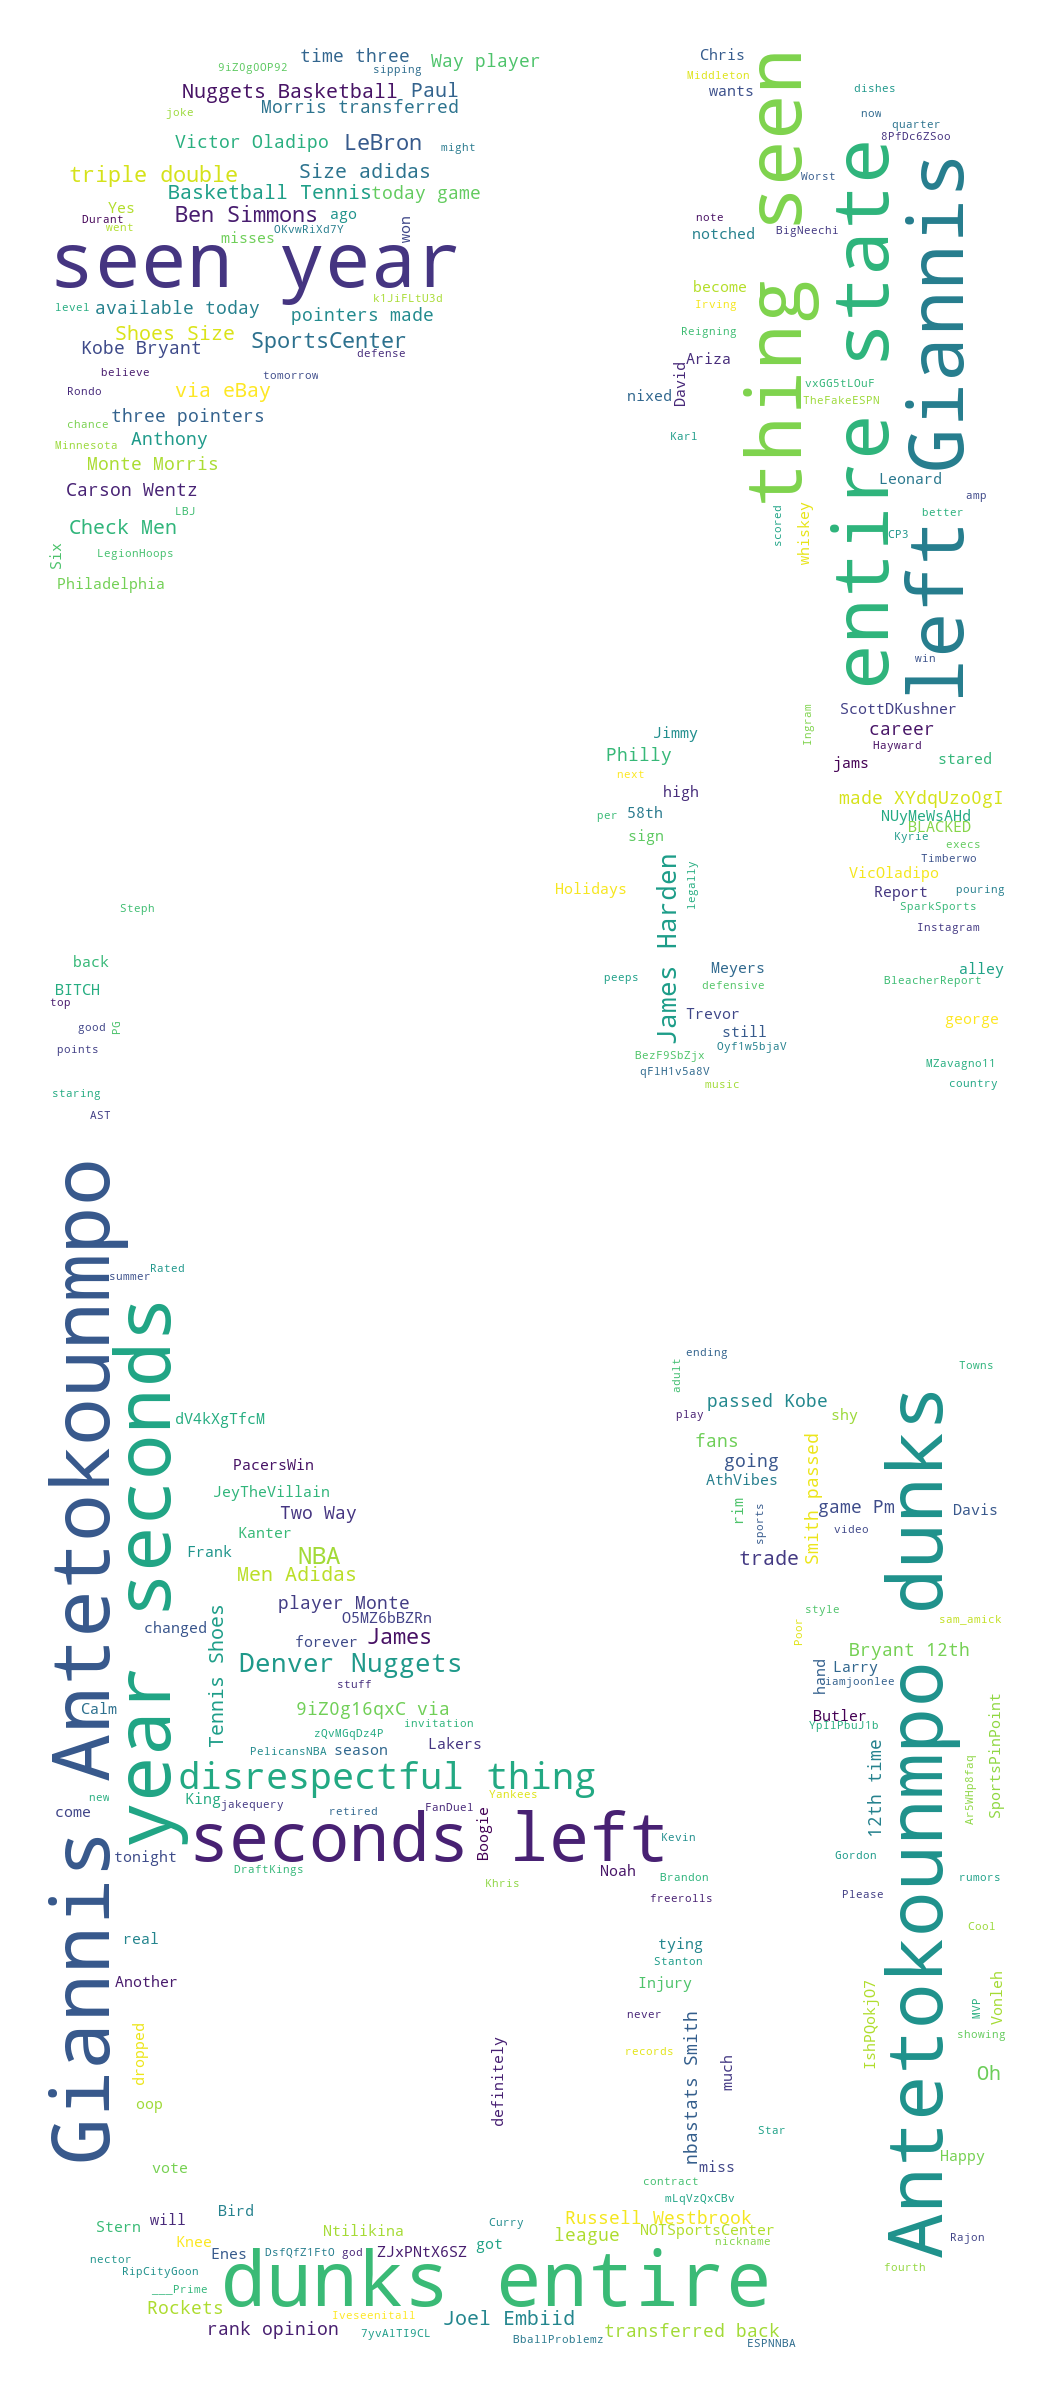 time three
Way player
9iZOgOOP92
sipping
Nuggets Basketball
Paul
joke
Morris transferred
Victor Oladipo
LeBron
might
triple double
Size adidas
Basketball Tennis
today game
Yes
Durant
went
Ben Simmons
ago
won
OKvwRiXd7Y
misses
seen year
level
available today
k1JiFLtU3d
pointers made
Shoes Size
SportsCenter
Kobe Bryant
defense
believe
tomorrow
Rondo
via eBay
three pointers
chance
Anthony
Minnesota
Monte Morris
Carson Wentz
LBJ
Check Men
Six
LegionHoops
Philadelphia
Chris
Middleton
wants
thing seen
dishes
now
quarter
8PfDc6ZSoo
entire state
left Giannis
Worst
note
notched
BigNeechi
become
Irving
Reigning
David
Ariza
nixed
vxGG5tLOuF
TheFakeESPN
Karl
Leonard
amp
better
CP3
scored
whiskey
win
ScottDKushner
career
Hayward
Ingram
jams
stared
Jimmy
Philly
next
high
per
58th
sign
made XYdqUzoOgI
NUyMeWsAHd
BLACKED
Kyrie
execs
Timberwo
VicOladipo
Report
pouring
SparkSports
Instagram
Holidays
James Harden
legally
Steph
back
BITCH
top
good
PG
points
staring
AST
peeps
Meyers
defensive
Trevor
still
Oyf1w5bjaV
BezF9SbZjx
qFlH1v5a8V
music
alley
BleacherReport
george
MZavagno11
country
Giannis Antetokounmpo
summer
Rated
year seconds
dV4kXgTfcM
PacersWin
JeyTheVillain
Two Way
Kanter
Frank
NBA
Men Adidas
player Monte
O5MZ6bBZRn
changed
Tennis Shoes
forever
James
Denver Nuggets
stuff
Calm
9iZ0g16qxC via
invitation
zQvMGqDz4P
Lakers
PelicansNBA
season
disrespectful thing
new
King
jakequery
retired
FanDuel
Yankees
come
seconds left
Boogie
tonight
DraftKings
Khris
Noah
Kevin
Brandon
freerolls
ending
adult
Towns
passed Kobe
play
shy
fans
going
AthVibes
Smith passed
dunks
rim
sports
game Pm
Davis
video
trade
style
Poor
sam_amick
Bryant 12th
hand
Larry
iamjoonlee
Butler
YpllPbuJ1b
12th time
Antetokounmpo
SportsPinPoint
Ar5WHp8faq
Gordon
Please
rumors
Cool
real
Another
tying
Stanton
Injury
never
records
nbastats Smith
much
definitely
dropped
oop
IshPQokjO7
MVP
Vonleh
showing
Oh
Star
miss
contract
mLqVzQxCBv
Happy
Rajon
fourth
vote
Bird
will
Stern
Knee
Enes
nector
RipCityGoon
___Prime
Ntilikina
DsfQfZ1FtO
god
ZJxPNtX6SZ
Curry
got
Russell Westbrook
league
NOTSportsCenter
nickname
dunks entire
Rockets
Iveseenitall
rank opinion
7yvAlTI9CL
Joel Embiid
BballProblemz
transferred back
ESPNNBA